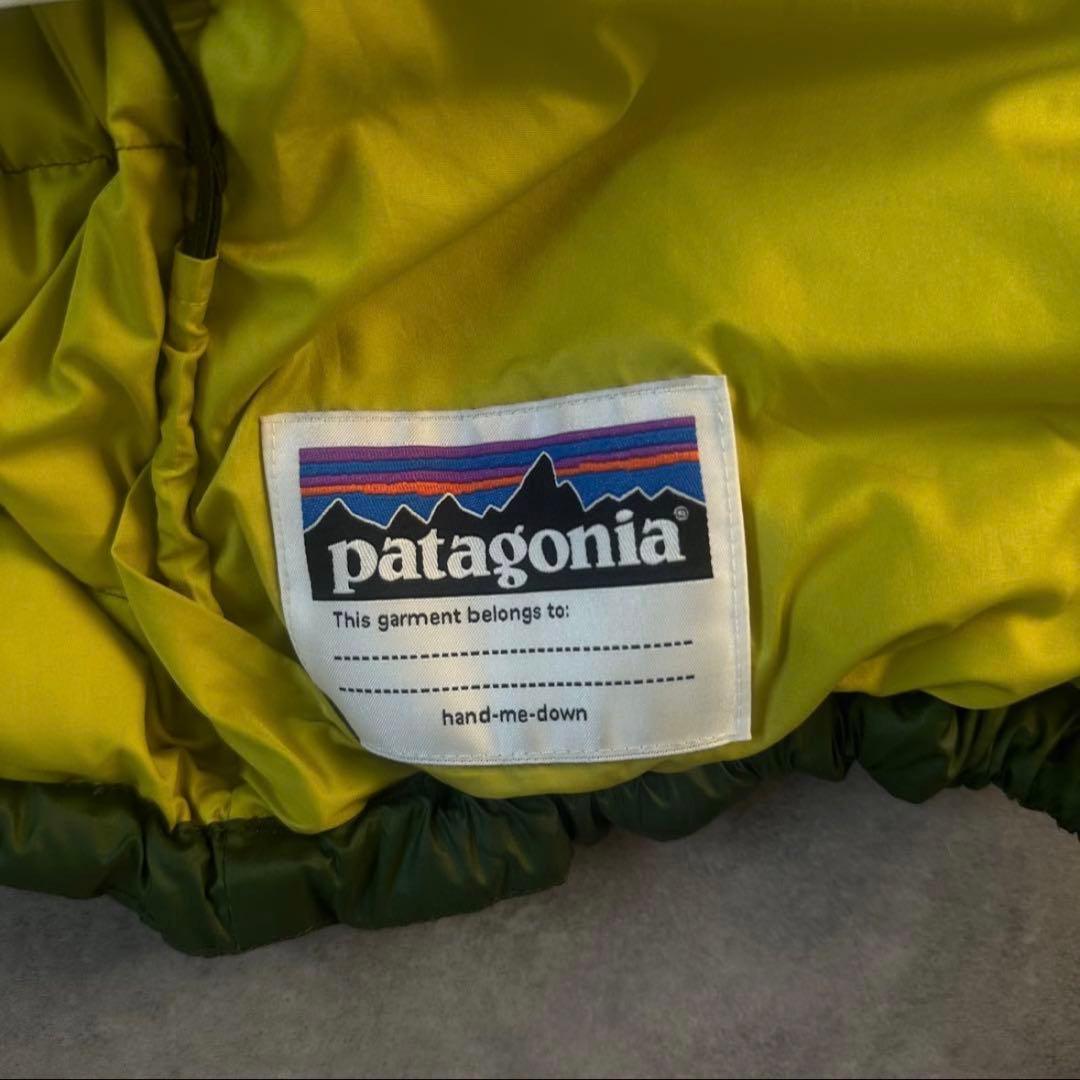 patagonia®
This garment belongs to:
hand-me-down